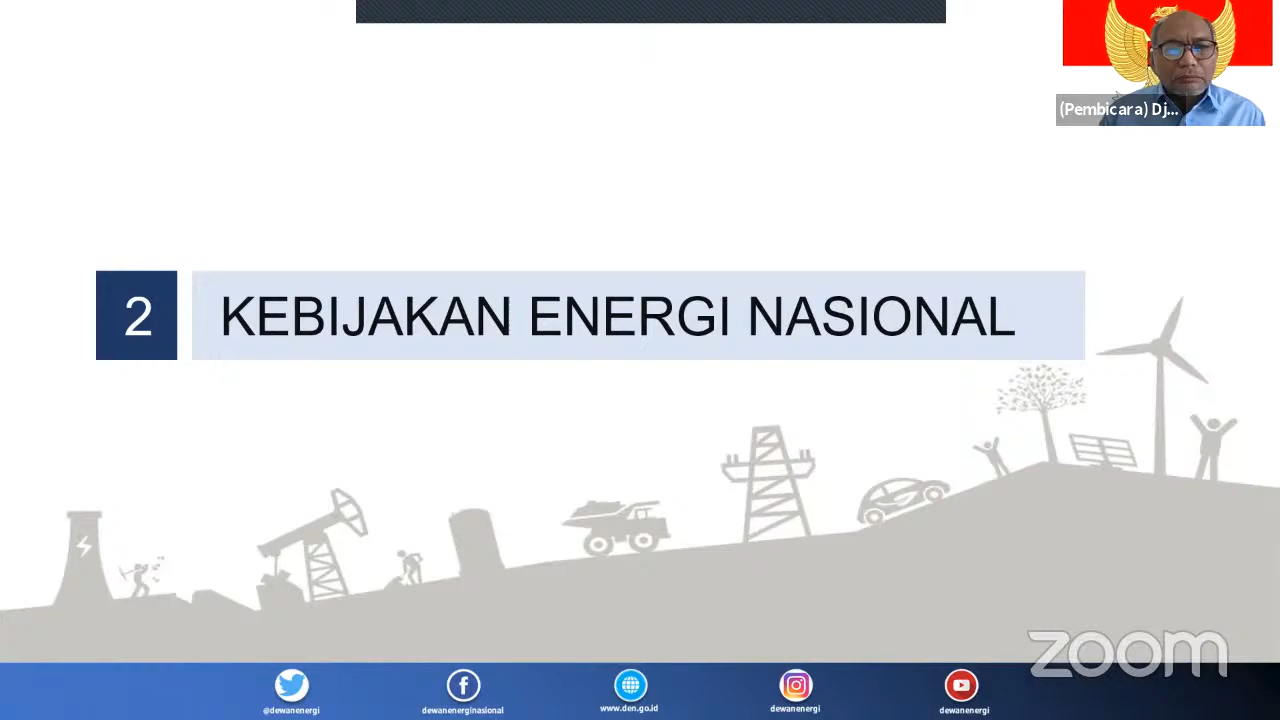 (Pembicara) Dj...
2 KEBIJAKAN ENERGI NASIONAL
zoom
@dewanenergi
dewanenerginasional
www.den.go.id
dewanenergi
dewanenergi